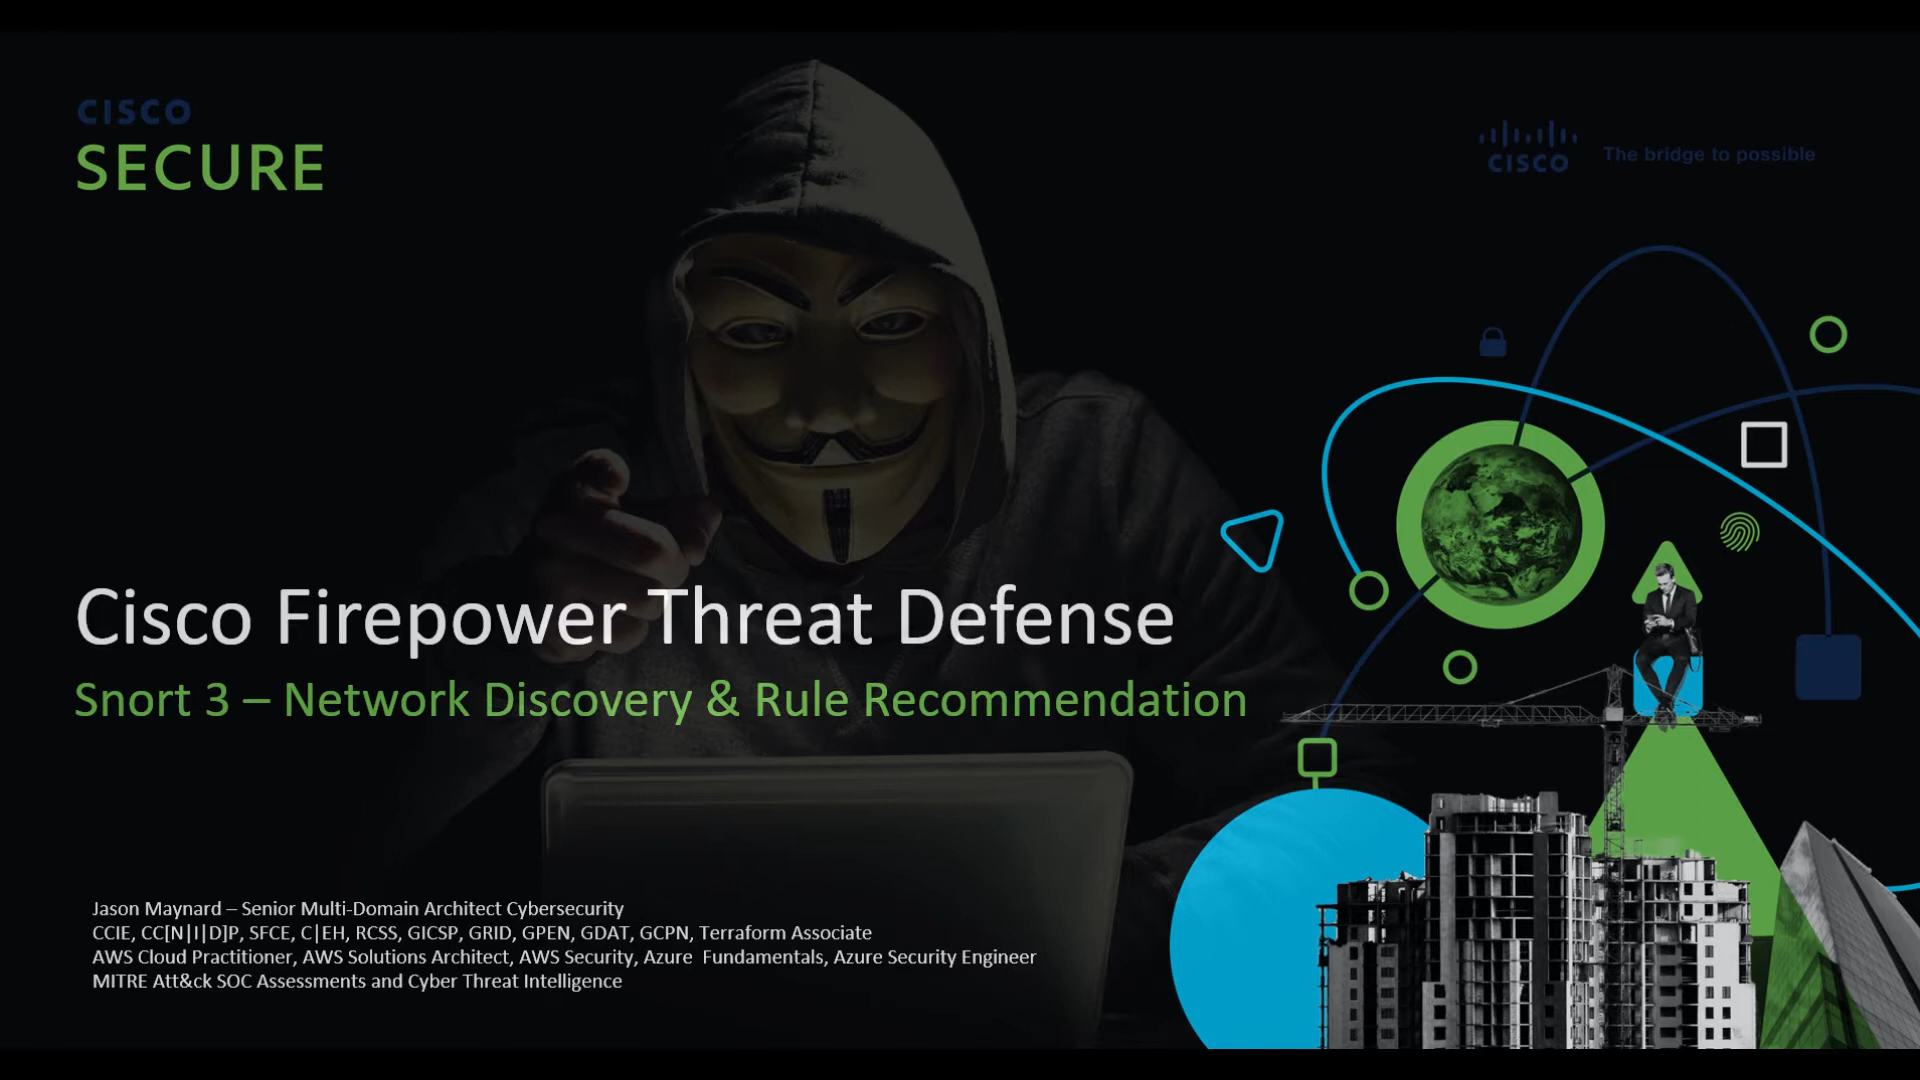 CISCO
SECURE
CISCO
The bridge to possible
Cisco Firepower Threat Defense
Snort 3 – Network Discovery & Rule Recommendation
Jason Maynard – Senior Multi-Domain Architect Cybersecurity
CCIE, CC[N|I|D]P, SFCE, C|EH, RCSS, GICSP, GRID, GPEN, GDAT, GCPN, Terraform Associate
AWS Cloud Practitioner, AWS Solutions Architect, AWS Security, Azure  Fundamentals, Azure Security Engineer
MITRE Att&ck SOC Assessments and Cyber Threat Intelligence